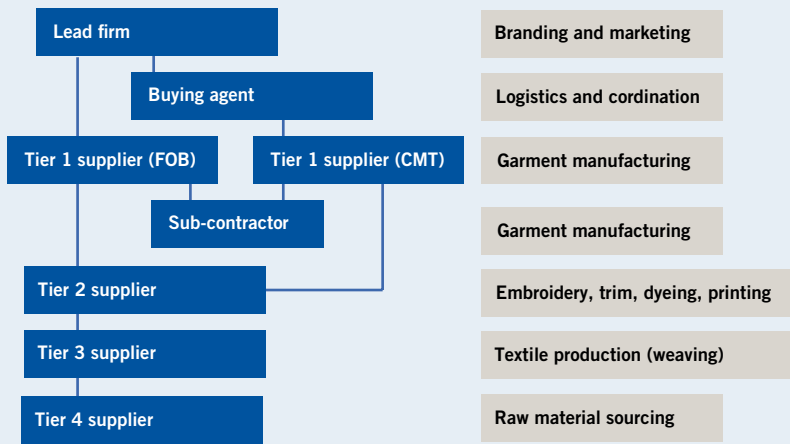 Lead firm
Branding and marketing
Buying agent
Logistics and cordination
Tier 1 supplier (FOB)
Tier 1 supplier (CMT)
Garment manufacturing
Sub-contractor
Garment manufacturing
Tier 2 supplier
Embroidery, trim, dyeing, printing
Tier 3 supplier
Textile production (weaving)
Tier 4 supplier
Raw material sourcing